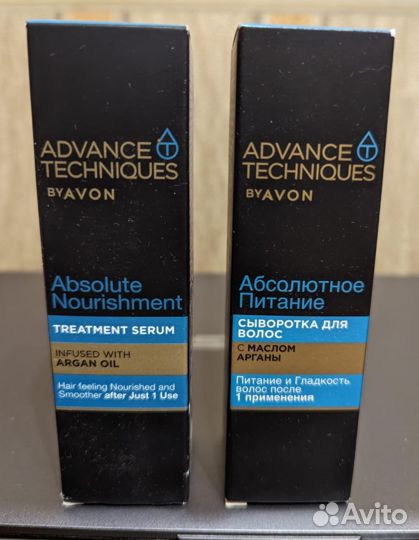 ADVANCE
TECHNIQUES
BY AVON
Absolute
Nourishment
TREATMENT SERUM
INFUSED WITH
ARGAN OIL
Hair feeling Nourished and
Smoother after Just 1 Use
ADVANCE
TECHNIQUES
BY AVON
Абсолютное
Питание
СЫВОРОТКА ДЛЯ
ВОЛОС
С МАСЛОМ
АРГАНЫ
Питание и Гладкость
волос после
1 применения
Avito